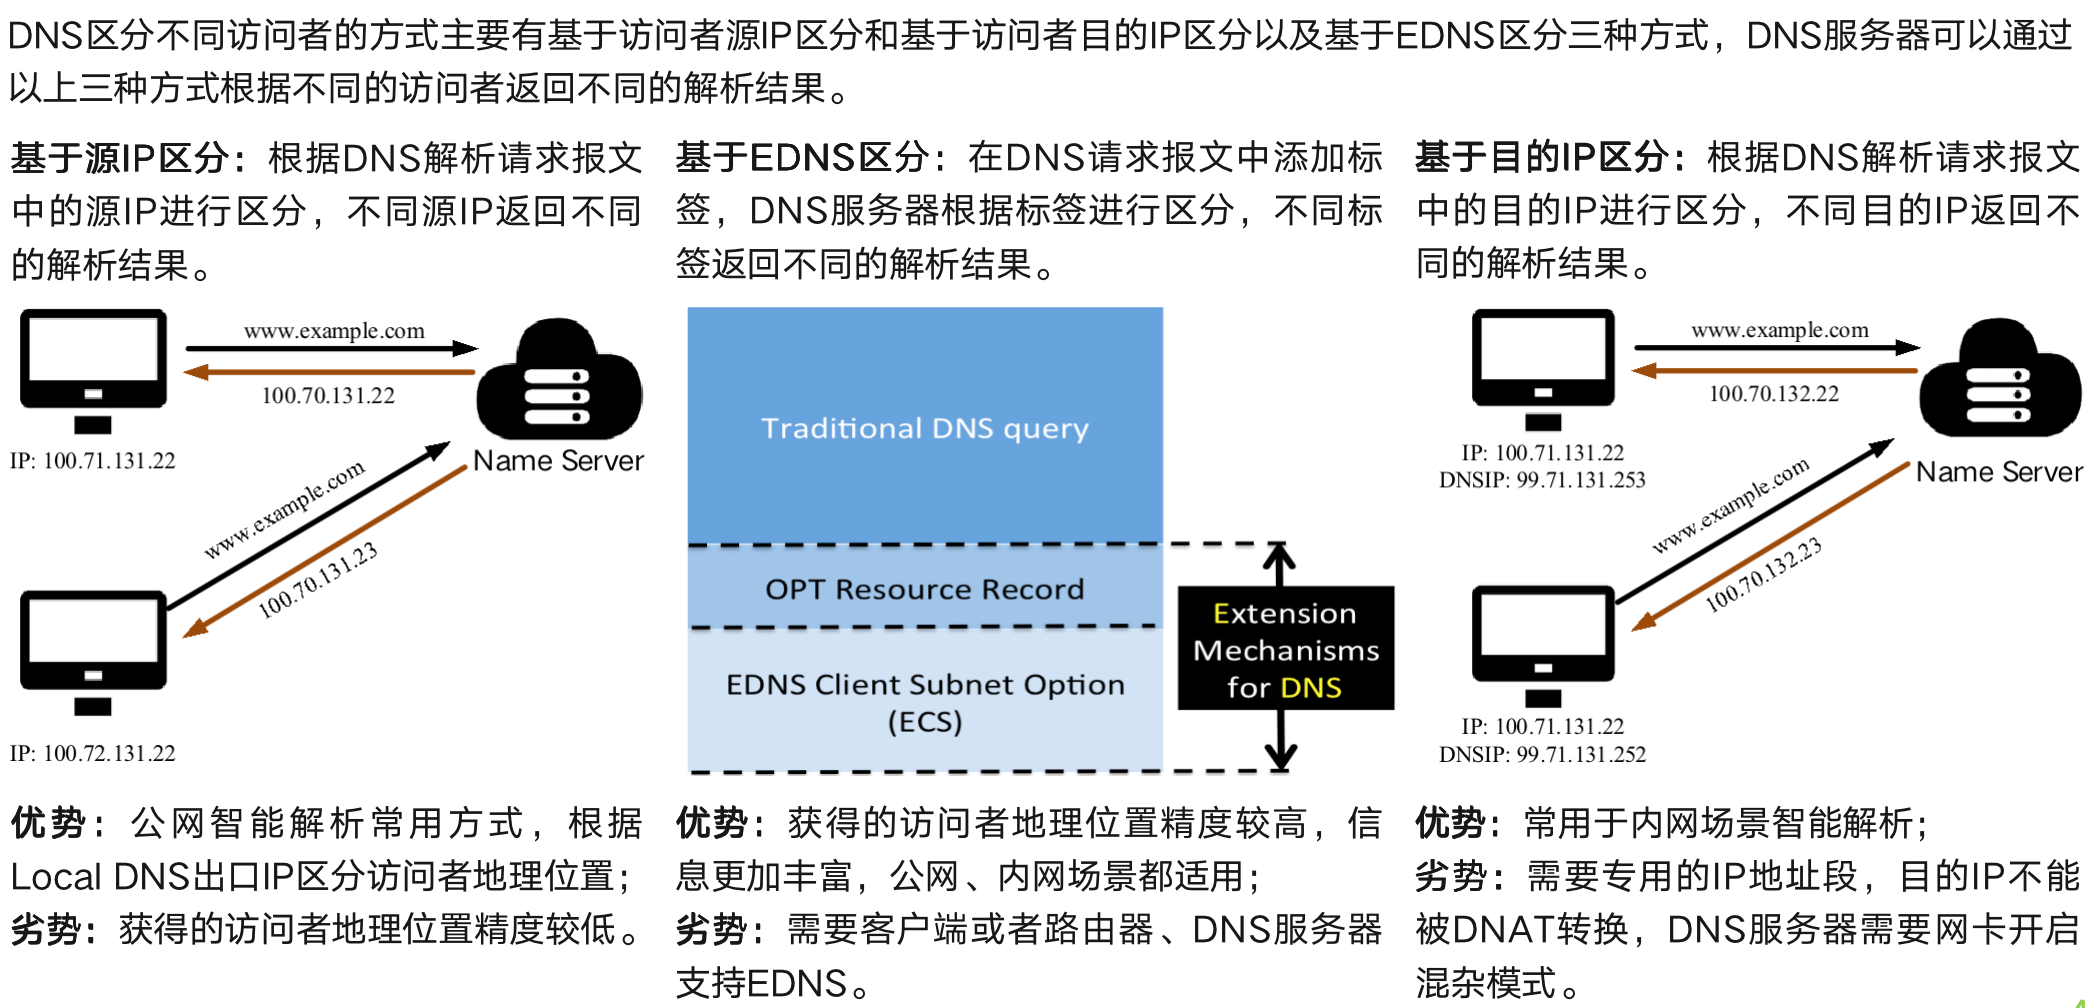 DNS区分不同访问者的方式主要有基于访问者源IP区分和基于访问者目的IP区分以及基于EDNS区分三种方式，DNS服务器可以通过
以上三种方式根据不同的访问者返回不同的解析结果。
基于源IP区分：根据DNS解析请求报文
中的源IP进行区分，不同源IP返回不同
的解析结果。
www.example.com
100.70.131.22
IP: 100.71.131.22
Name Server
www.example.com
100.70.131.23
IP: 100.72.131.22
优势：公网智能解析常用方式，根据
Local DNS出口IP区分访问者地理位置；
劣势：获得的访问者地理位置精度较低。
基于EDNS区分：在DNS请求报文中添加标
签，DNS服务器根据标签进行区分，不同标
签返回不同的解析结果。
Traditional DNS query
OPT Resource Record
EDNS Client Subnet Option
(ECS)
Extension
Mechanisms
for DNS
优势：获得的访问者地理位置精度较高，信
息更加丰富，公网、内网场景都适用；
劣势：需要客户端或者路由器、DNS服务器
支持EDNS。
基于目的IP区分：根据DNS解析请求报文
中的目的IP进行区分，不同目的IP返回不
同的解析结果。
www.example.com
100.70.132.22
IP: 100.71.131.22
DNSIP: 99.71.131.253
Name Server
www.example.com
100.70.132.23
IP: 100.71.131.22
DNSIP: 99.71.131.252
优势：常用于内网场景智能解析；
劣势：需要专用的IP地址段，目的IP不能
被DNAT转换，DNS服务器需要网卡开启
混杂模式。